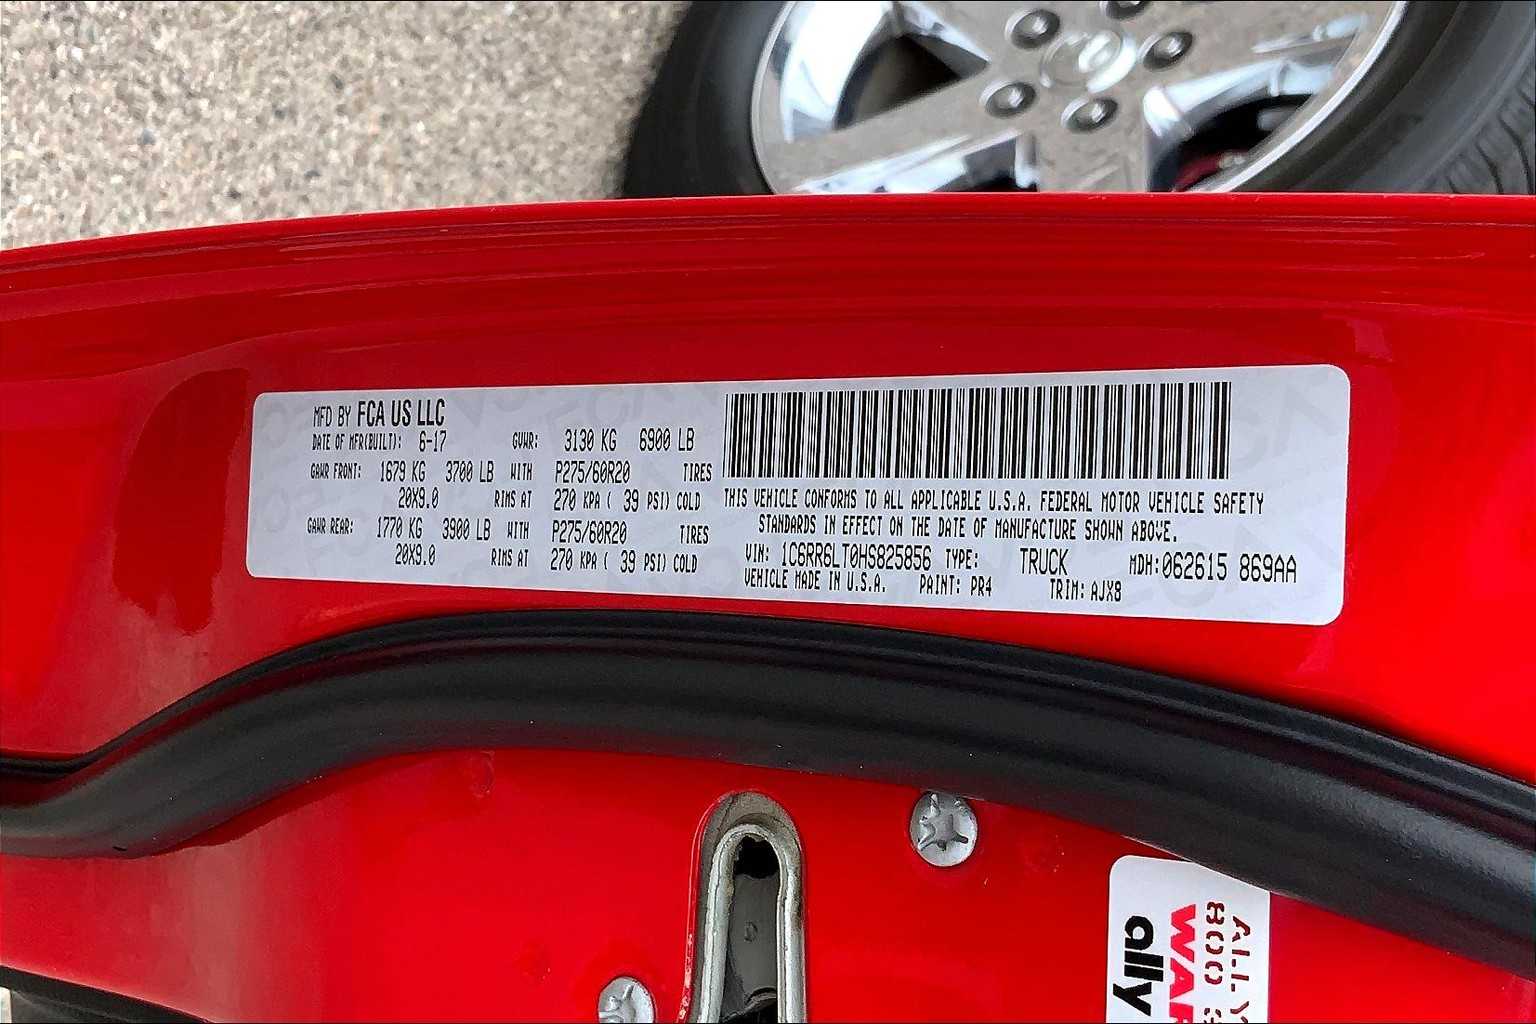 MFD BY FCA US LLC
DATE OF MFR(BUILT): 6-17 GVWR: 3130 KG 6900 LB
GAWR FRONT: 1679 KG 3700 LB WITH P275/60R20 TIRES
20X9.0 RIMS AT 270 KPA ( 39 PSI) COLD
GAWR REAR: 1770 KG 3900 LB WITH P275/60R20 TIRES
20X9.0 RIMS AT 270 KPA ( 39 PSI) COLD
THIS VEHICLE CONFORMS TO ALL APPLICABLE U.S.A. FEDERAL MOTOR VEHICLE SAFETY
STANDARDS IN EFFECT ON THE DATE OF MANUFACTURE SHOWN ABOVE.
VIN: 1C6RR6LT0HS825856 TYPE: TRUCK MDH:062615 869AA
VEHICLE MADE IN U.S.A. PAINT: PR4 TRIM: AJX8
ALLY
800
ally